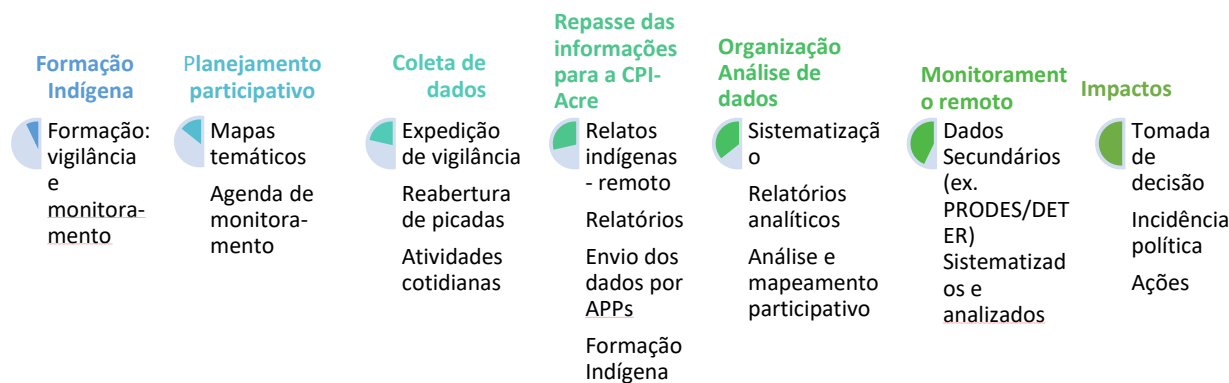 Formação
Indígena
Formação:
vigilância
e
monitora-
mento
Planejamento
participativo
Mapas
temáticos
Agenda de
monitora-
mento
Coleta de
dados
Expedição
de vigilância
Reabertura
de picadas
Atividades
cotidianas
Repasse das
informações
para a CPI-
Acre
Relatos
indígenas
- remoto
Relatórios
Envio dos
dados por
APPs
Formação
Indígena
Organização
Análise de
dados
Sistematizaçã
o
Relatórios
analíticos
Análise e
mapeamento
participativo
Monitorament
o remoto
Dados
Secundários
(ex.
PRODES/DET
ER)
Sistematizad
os e
analizados
Impactos
Tomada
de
decisão
Incidência
política
Ações